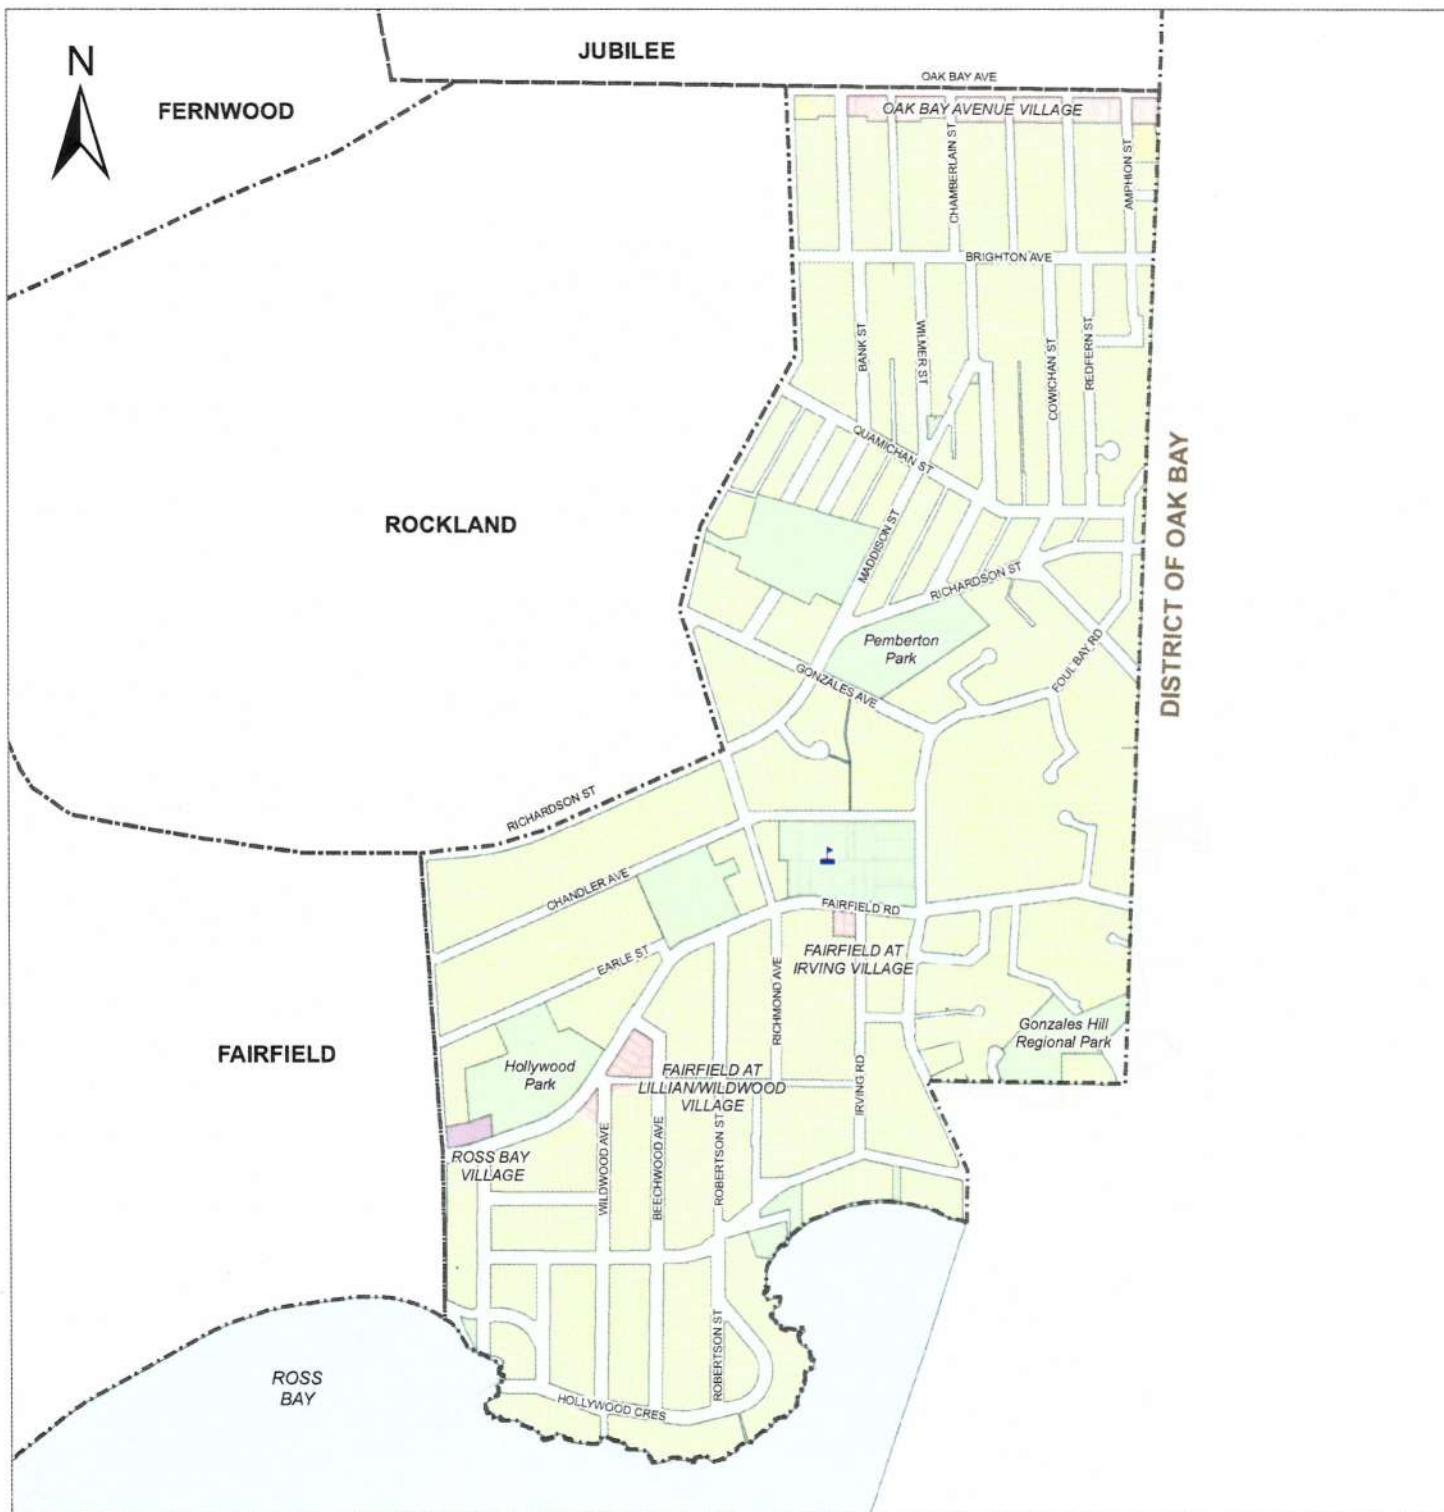 N
JUBILEE
FERNWOOD
OAK BAY AVE
OAK BAY AVENUE VILLAGE
CHAMBERLAIN ST
AMPHION ST
BRIGHTON AVE
BANK ST
WILMER ST
COWICHAN ST
REDFERN ST
QUAMICHAN ST
DISTRICT OF OAK BAY
ROCKLAND
MADDISON ST
RICHARDSON ST
Pemberton
Park
FOUL BAY RD
GONZALES AVE
RICHARDSON ST
CHANDLER AVE
FAIRFIELD RD
EARLE ST
FAIRFIELD AT
IRVING VILLAGE
RICHMOND AVE
Gonzales Hill
Regional Park
FAIRFIELD
Hollywood
Park
FAIRFIELD AT
LILLIAN/WILDWOOD
VILLAGE
IRVING RD
ROSS BAY
VILLAGE
WILDWOOD AVE
BEECHWOOD AVE
ROBERTSON ST
ROBERTSON ST
ROSS
BAY
HOLLYWOOD CRES